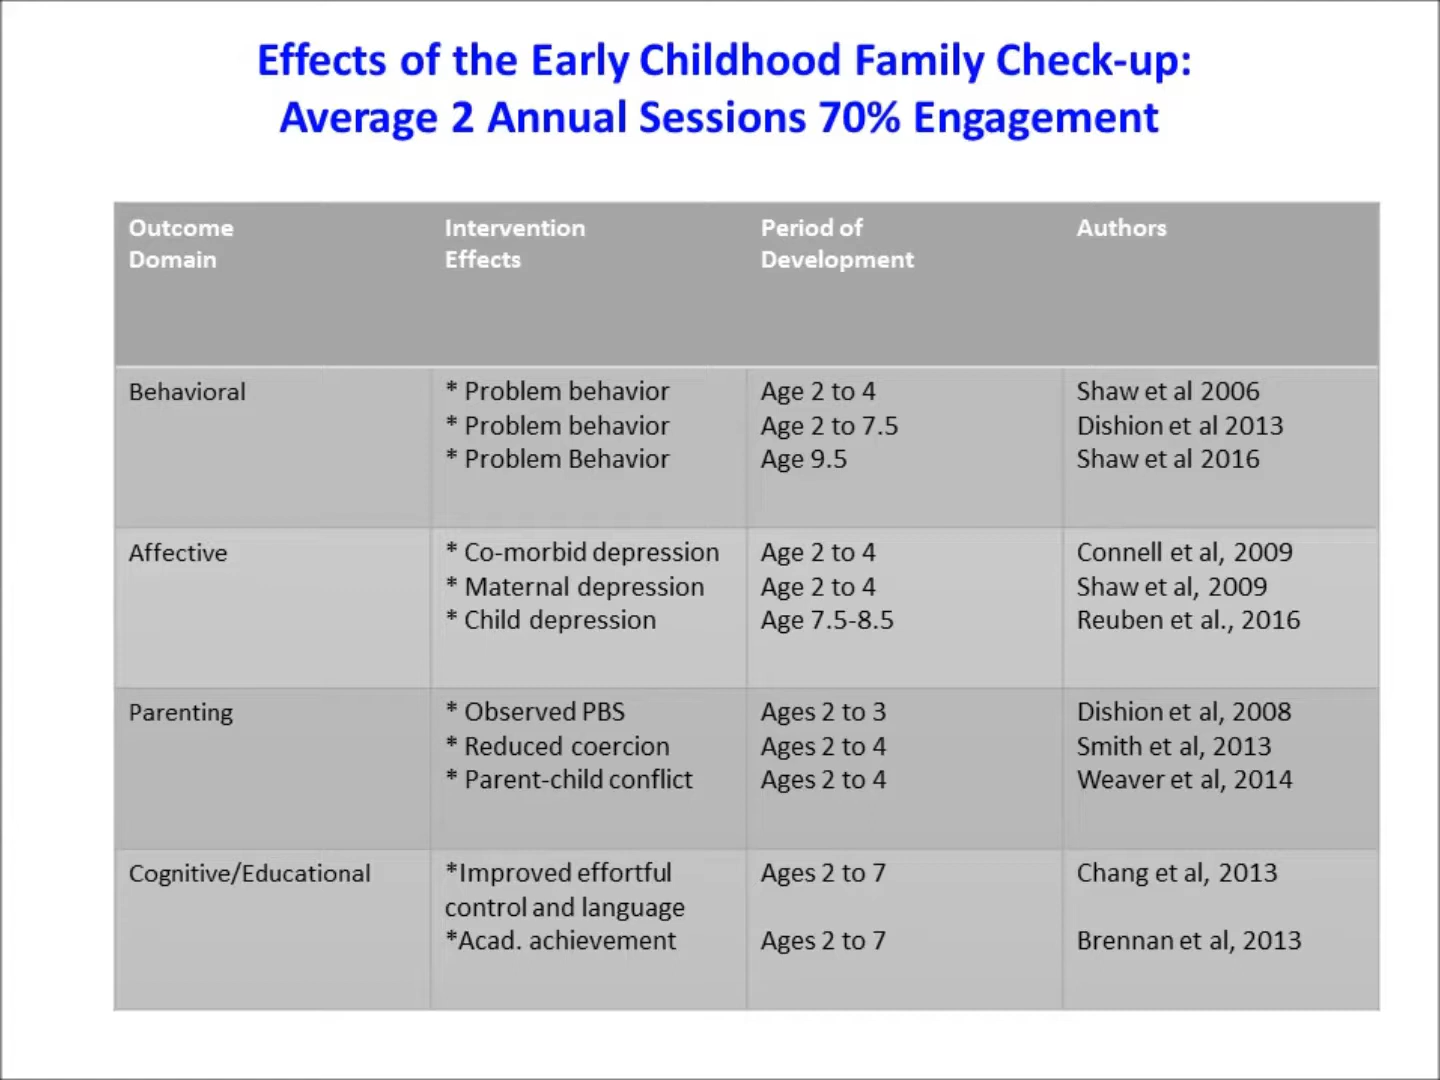 Effects of the Early Childhood Family Check-up:
Average 2 Annual Sessions 70% Engagement
Outcome
Domain
Intervention
Effects
Period of
Development
Authors
Behavioral
* Problem behavior
* Problem behavior
* Problem Behavior
Age 2 to 4
Age 2 to 7.5
Age 9.5
Shaw et al 2006
Dishion et al 2013
Shaw et al 2016
Affective
* Co-morbid depression
* Maternal depression
* Child depression
Age 2 to 4
Age 2 to 4
Age 7.5-8.5
Connell et al, 2009
Shaw et al, 2009
Reuben et al., 2016
Parenting
* Observed PBS
* Reduced coercion
* Parent-child conflict
Ages 2 to 3
Ages 2 to 4
Ages 2 to 4
Dishion et al, 2008
Smith et al, 2013
Weaver et al, 2014
Cognitive/Educational
*Improved effortful
control and language
*Acad. achievement
Ages 2 to 7
Ages 2 to 7
Chang et al, 2013
Brennan et al, 2013